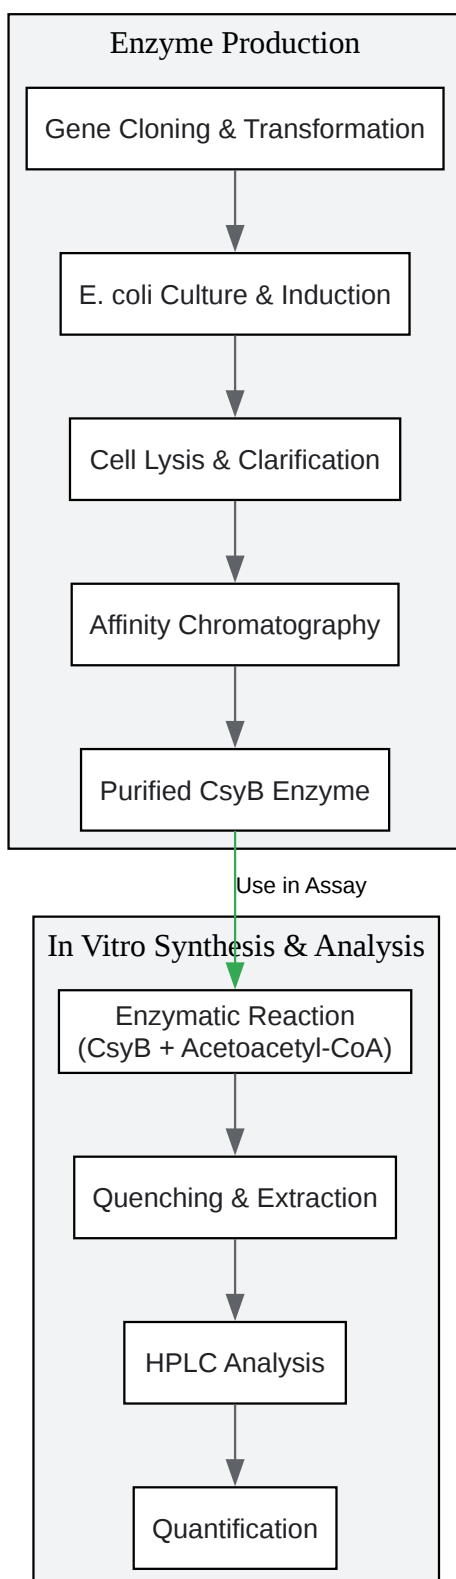 Enzyme Production
Gene Cloning & Transformation
E. coli Culture & Induction
Cell Lysis & Clarification
Affinity Chromatography
Purified CsyB Enzyme
Use in Assay
In Vitro Synthesis & Analysis
Enzymatic Reaction
(CsyB + Acetoacetyl-CoA)
Quenching & Extraction
HPLC Analysis
Quantification